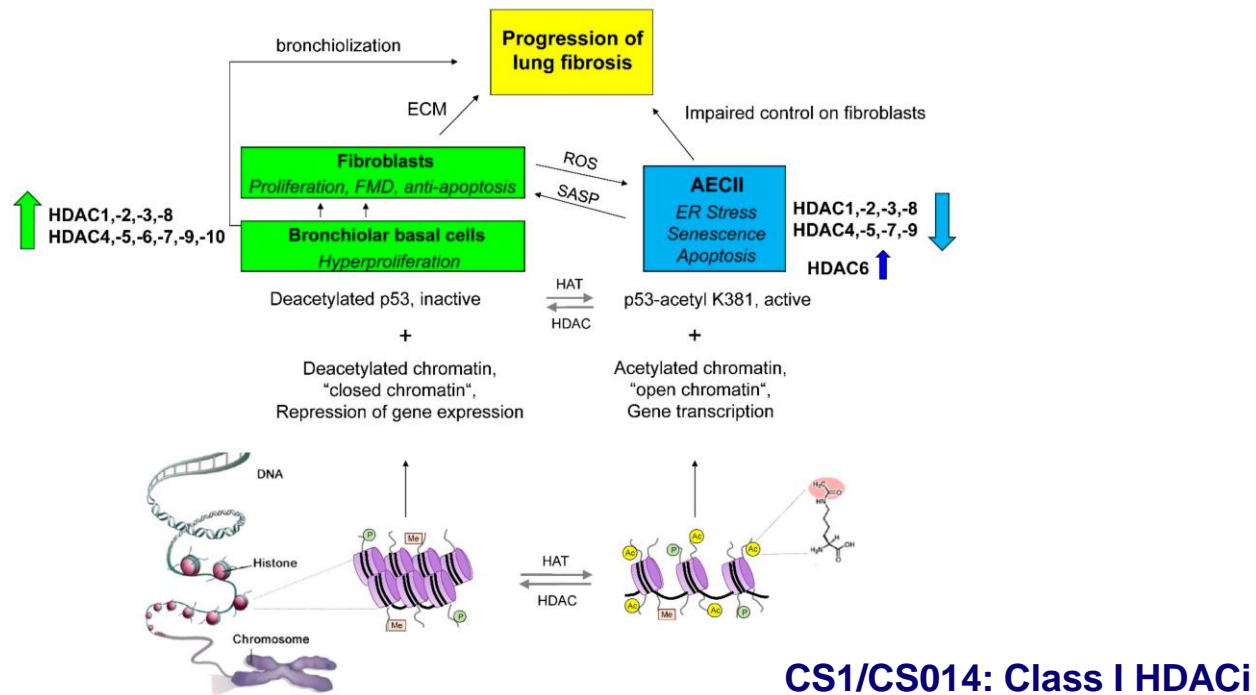 bronchiolization
Progression of
lung fibrosis
ECM
Impaired control on fibroblasts
Fibroblasts
Proliferation, FMD, anti-apoptosis
ROS
SASP
AECII
ER Stress
Senescence
Apoptosis
HDAC1,-2,-3,-8
HDAC4,-5,-6,-7,-9,-10
Bronchiolar basal cells
Hyperproliferation
HDAC1,-2,-3,-8
HDAC4,-5,-7,-9
HDAC6
Deacetylated p53, inactive
HAT
HDAC
p53-acetyl K381, active
+
+
Deacetylated chromatin,
"closed chromatin“,
Repression of gene expression
Acetylated chromatin,
"open chromatin“,
Gene transcription
DNA
Histone
Chromosome
P
Me
Me
P
HAT
HDAC
Ac
P
Ac
Ac
Ac
Me
Ac
P
H₃C
O
NH
H
OH
H₂N
O
CS1/CS014: Class I HDACi